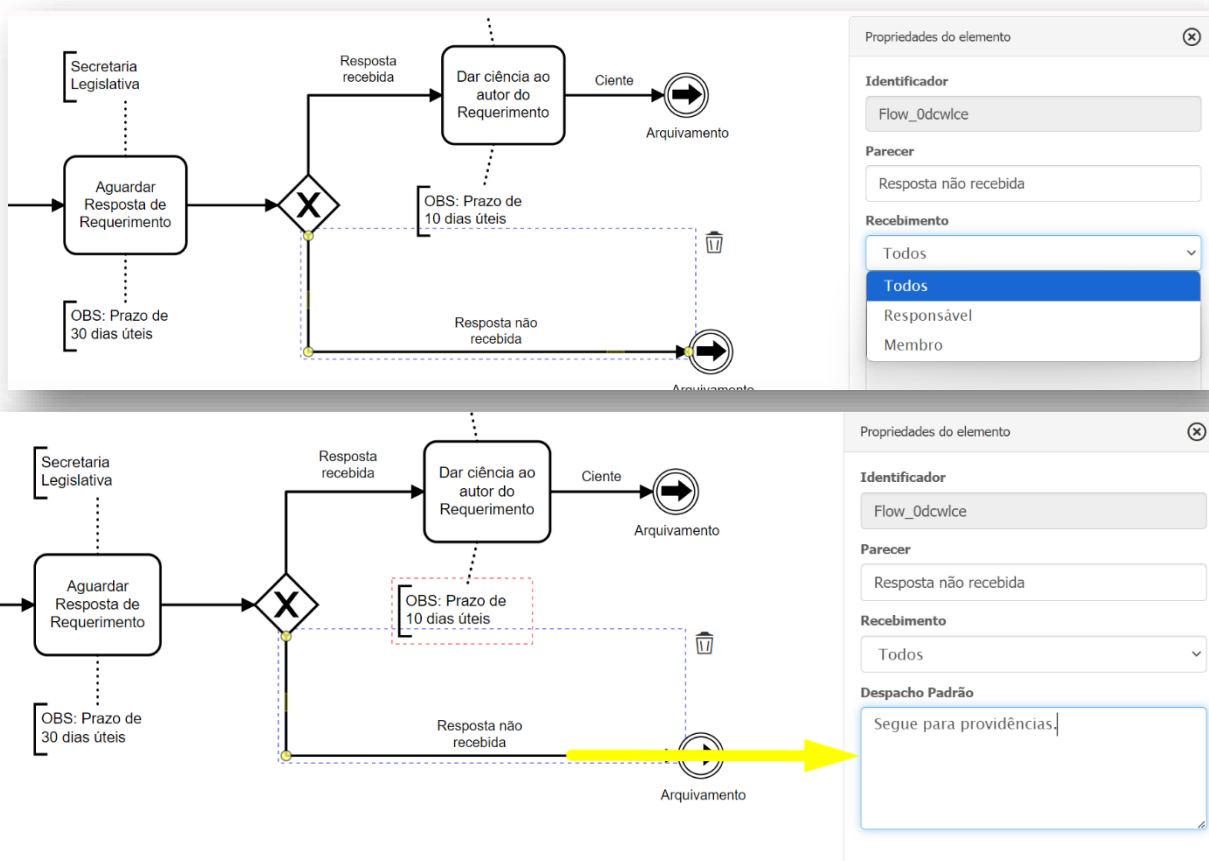 Secretaria
Legislativa
Aguardar
Resposta de
Requerimento
OBS: Prazo de
30 dias úteis
X
Resposta
recebida
Dar ciência ao
autor do
Requerimento
Ciente
Arquivamento
OBS: Prazo de
10 dias úteis
Resposta não
recebida
Arquivamento
Propriedades do elemento
Identificador
Flow_0dcwlce
Parecer
Resposta não recebida
Recebimento
Todos
Todos
Responsável
Membro
Secretaria
Legislativa
Aguardar
Resposta de
Requerimento
OBS: Prazo de
30 dias úteis
X
Resposta
recebida
Dar ciência ao
autor do
Requerimento
Ciente
Arquivamento
OBS: Prazo de
10 dias úteis
Resposta não
recebida
Arquivamento
Propriedades do elemento
Identificador
Flow_0dcwlce
Parecer
Resposta não recebida
Recebimento
Todos
Despacho Padrão
Segue para providências.